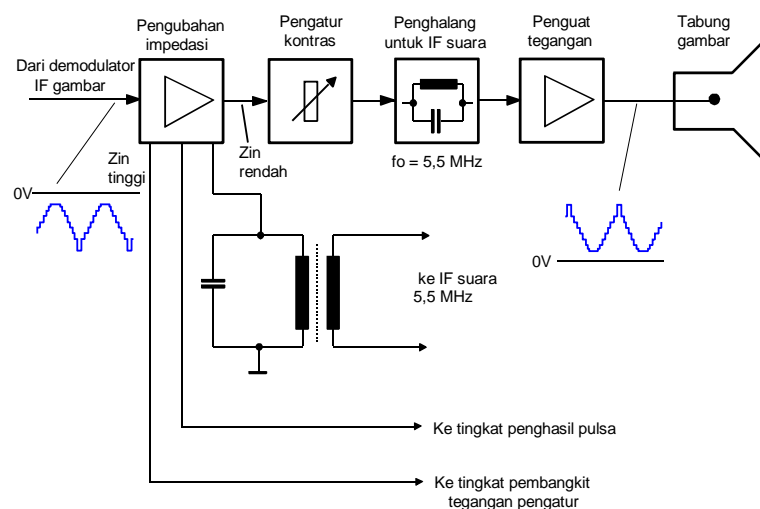 Pengubahan
impedasi
Pengatur
kontras
Penghalang
untuk IF suara
Penguat
tegangan
Tabung
gambar
Dari demodulator
IF gambar
Zin
tinggi
Zin
rendah
fo = 5,5 MHz
0V
0V
ke IF suara
5,5 MHz
Ke tingkat penghasil pulsa
Ke tingkat pembangkit
tegangan pengatur